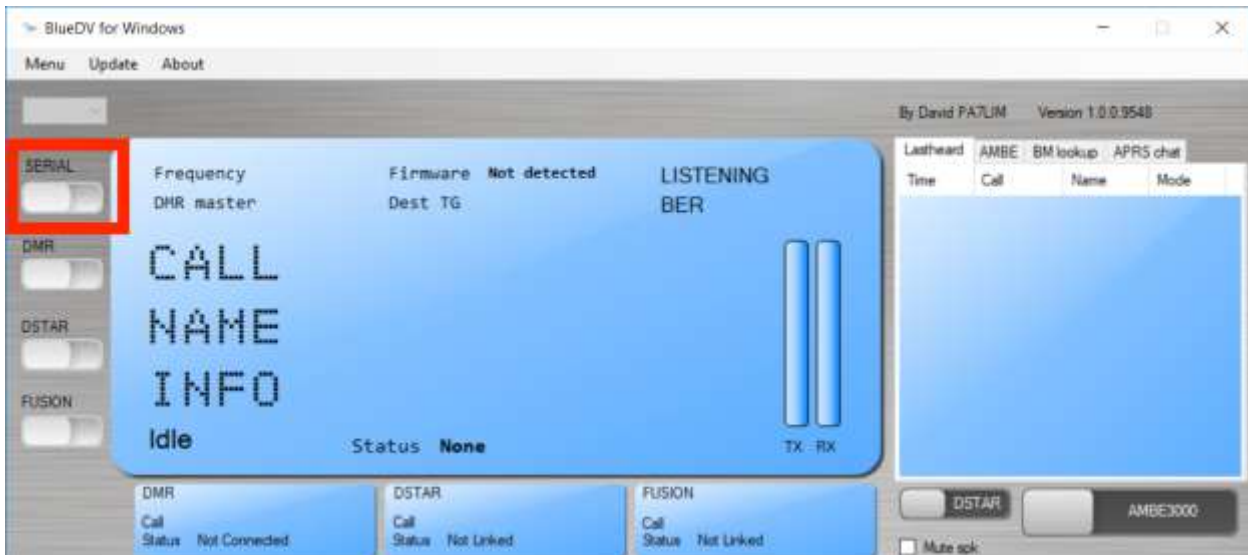 BlueDV for Windows
Menu Update About
By David PA7LIM Version 1.0.0.9548
SERIAL
DMR
DSTAR
FUSION
Frequency Firmware Not detected LISTENING
DMR master Dest TG BER
CALL
NAME
INFO
Idle Status None TX RX
Lastheard AMBE BM lookup APRS chat
Time Call Name Mode
DMR
Call
Status Not Connected
DSTAR
Call
Status Not Linked
FUSION
Call
Status Not Linked
DSTAR AMBE3000
Mute spk